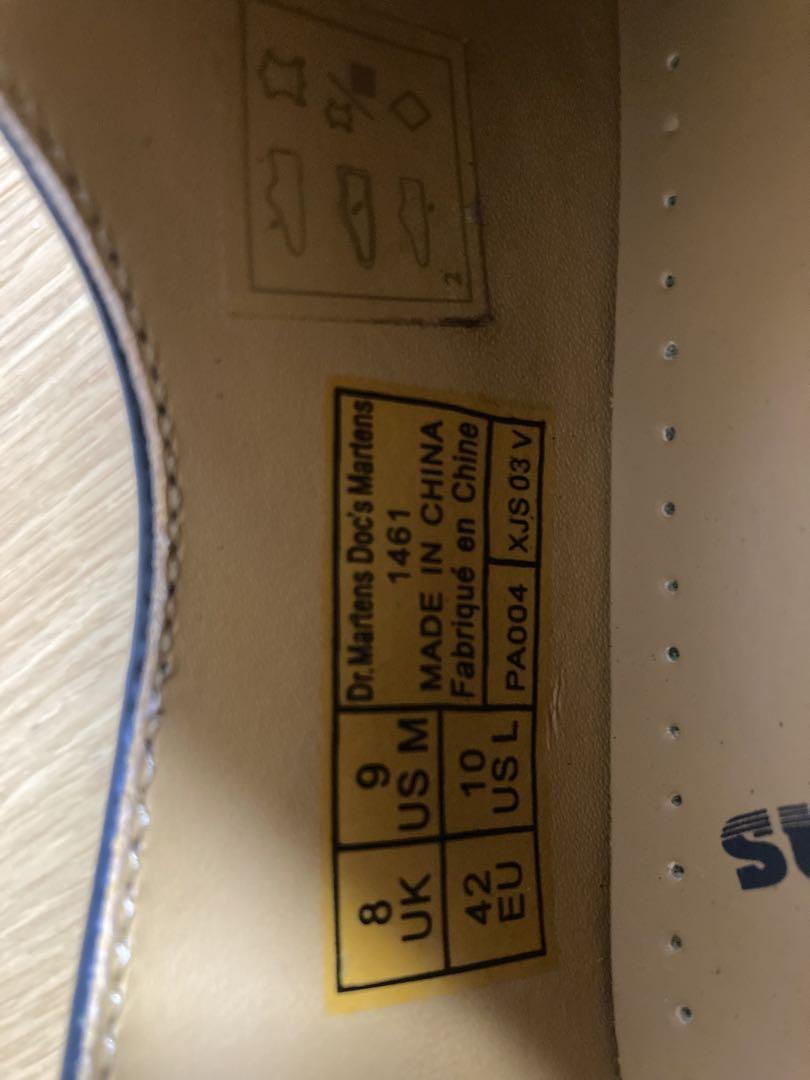 Dr. Martens Doc's Martens
1461
MADE IN CHINA
Fabriqué en Chine
PA004
XJS 03 V
8
UK
9
US M
42
EU
10
US L
2